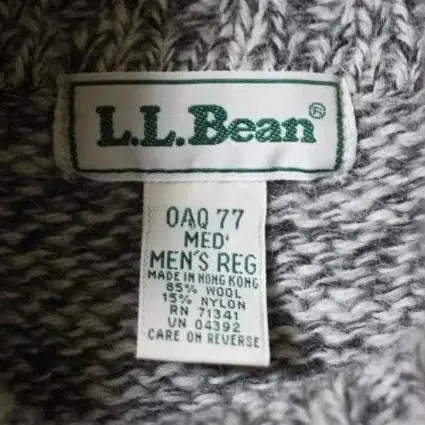 L.L.Bean®
0AQ 77
MED'
MEN'S REG
MADE IN HONG KONG
85% WOOL
15% NYLON
RN 71341
VN 04392
CARE ON REVERSE